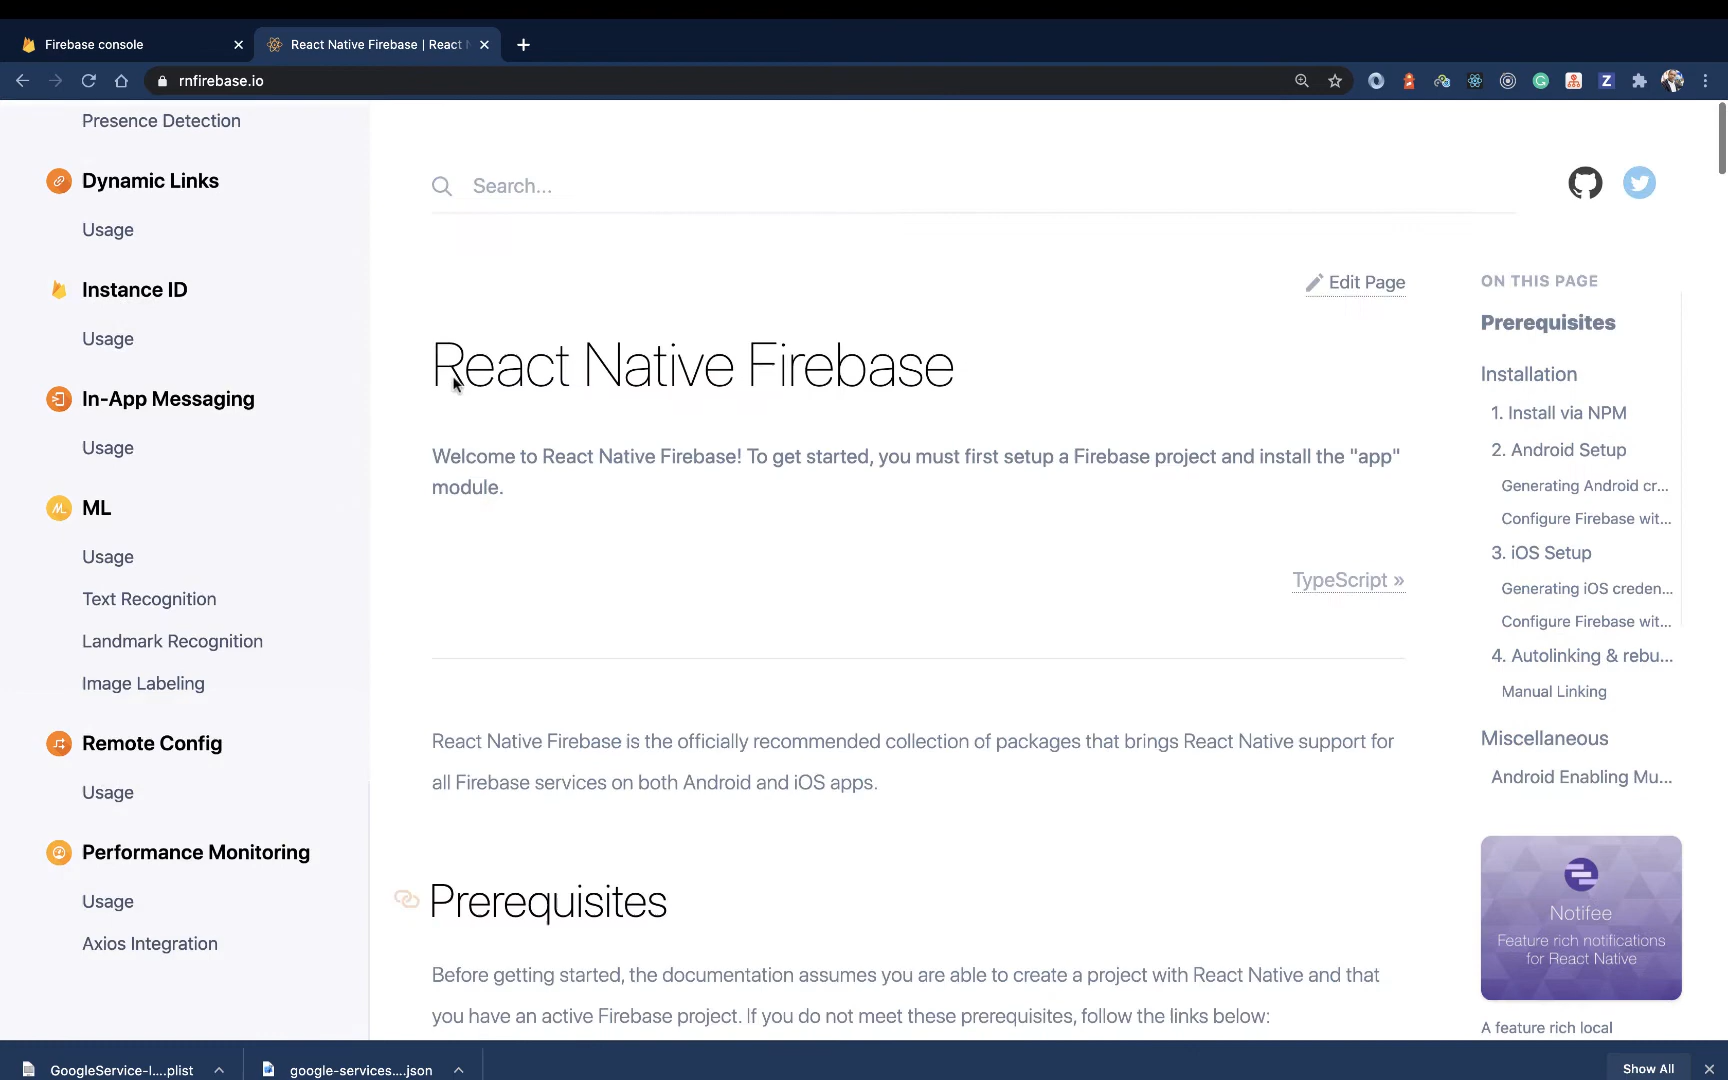 Firebase console
React Native Firebase | React N
rnfirebase.io
Presence Detection
Dynamic Links
Usage
Instance ID
Usage
In-App Messaging
Usage
ML
Usage
Text Recognition
Landmark Recognition
Image Labeling
Remote Config
Usage
Performance Monitoring
Usage
Axios Integration
Search...
Edit Page
React Native Firebase
Welcome to React Native Firebase! To get started, you must first setup a Firebase project and install the "app"
module.
TypeScript »
React Native Firebase is the officially recommended collection of packages that brings React Native support for
all Firebase services on both Android and iOS apps.
Prerequisites
Before getting started, the documentation assumes you are able to create a project with React Native and that
you have an active Firebase project. If you do not meet these prerequisites, follow the links below:
ON THIS PAGE
Prerequisites
Installation
1. Install via NPM
2. Android Setup
Generating Android cr...
Configure Firebase wit...
3. iOS Setup
Generating iOS creden...
Configure Firebase wit...
4. Autolinking & rebu...
Manual Linking
Miscellaneous
Android Enabling Mu...
Notifee
Feature rich notifications
for React Native
A feature rich local
GoogleService-I....plist
google-services....json
Show All